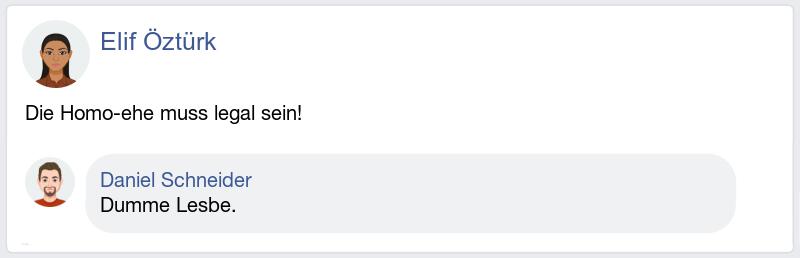 Elif Öztürk
Die Homo-ehe muss legal sein!
Daniel Schneider
Dumme Lesbe.